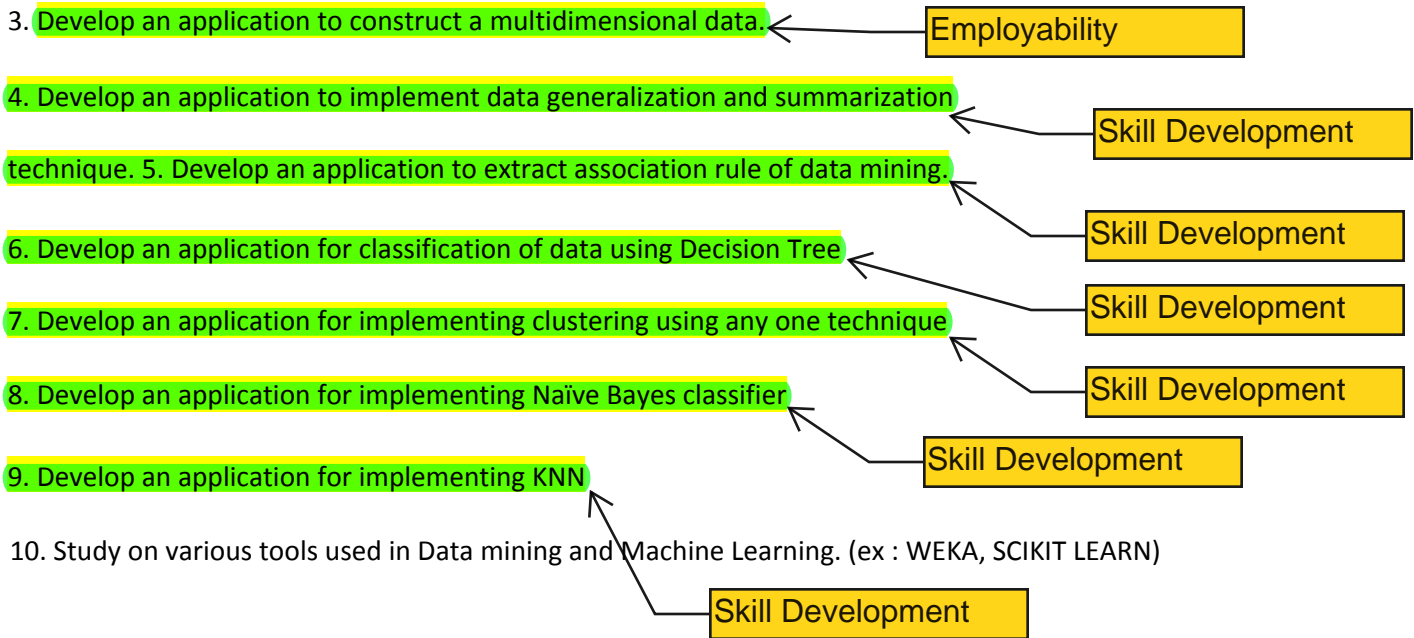 3. Develop an application to construct a multidimensional data.
Employability
4. Develop an application to implement data generalization and summarization
Skill Development
technique. 5. Develop an application to extract association rule of data mining.
Skill Development
6. Develop an application for classification of data using Decision Tree
Skill Development
7. Develop an application for implementing clustering using any one technique
Skill Development
8. Develop an application for implementing Naïve Bayes classifier
Skill Development
9. Develop an application for implementing KNN
10. Study on various tools used in Data mining and Machine Learning. (ex : WEKA, SCIKIT LEARN)
Skill Development